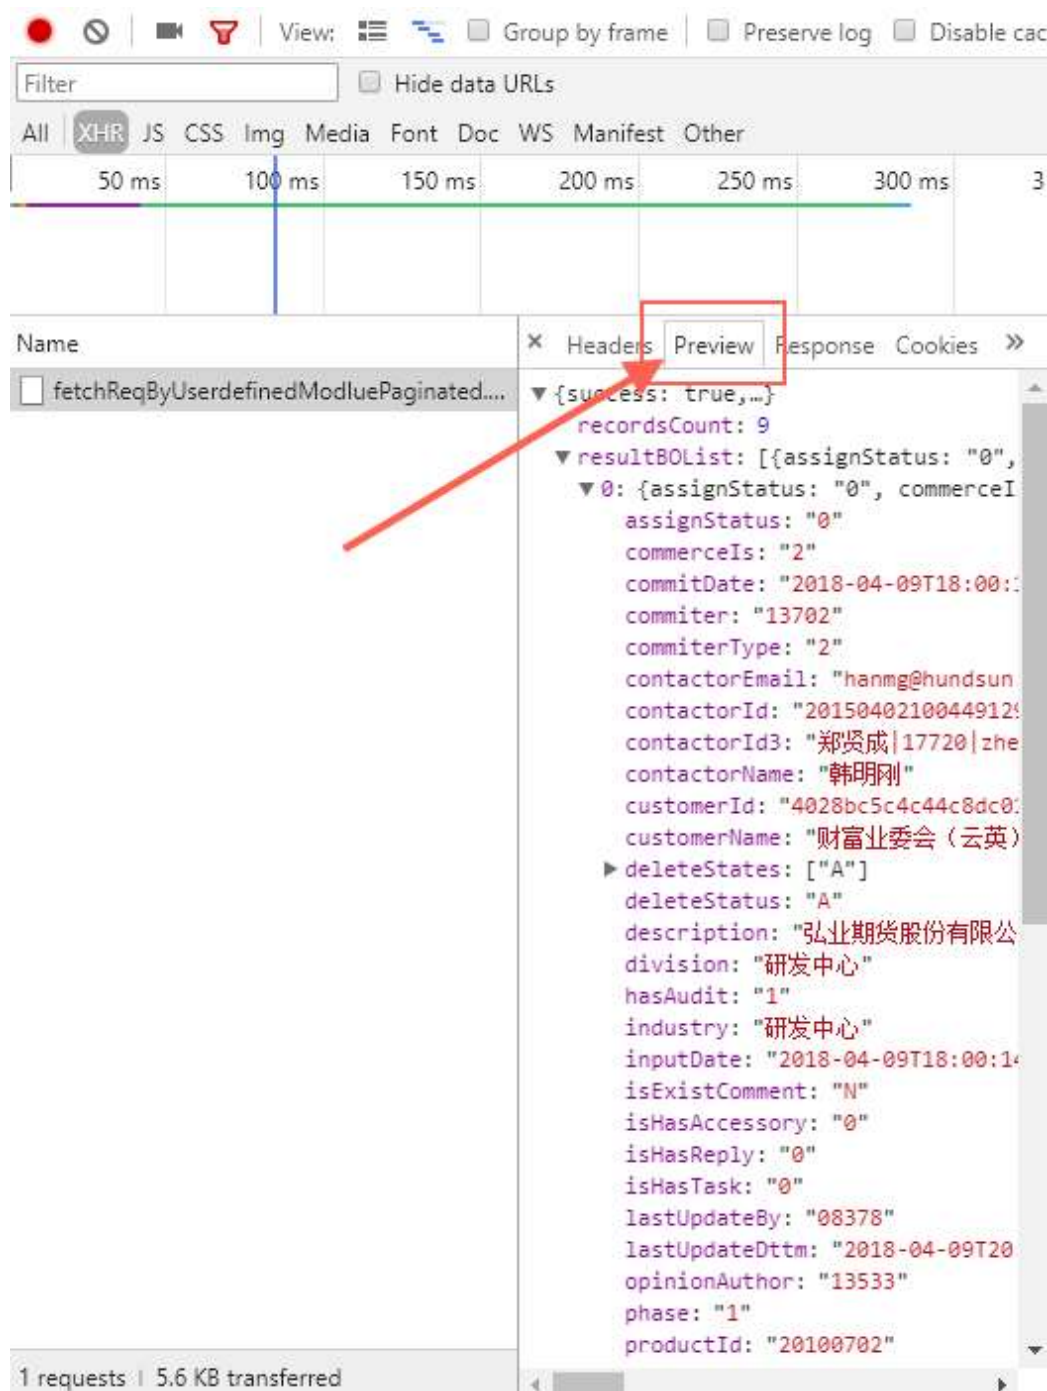 View: Group by frame Preserve log Disable cac
Filter Hide data URLs
All XHR JS CSS Img Media Font Doc WS Manifest Other
50 ms 100 ms 150 ms 200 ms 250 ms 300 ms 3
Name
× Headers Preview Response Cookies »
fetchReqByUserdefinedModluePaginated....
▼{success: true,…}
recordsCount: 9
▼resultBOList: [{assignStatus: "0",
▼0: {assignStatus: "0", commerceI
assignStatus: "0"
commerceIs: "2"
commitDate: "2018-04-09T18:00:1
commiter: "13702"
commiterType: "2"
contactorEmail: "hanmg@hundsun
contactorId: "20150402100449129
contactorId3: "郑贤成|17720|zhe
contactorName: "韩明刚"
customerId: "4028bc5c4c44c8dc01
customerName: "财富业委会（云英）
▶deleteStates: ["A"]
deleteStatus: "A"
description: "弘业期货股份有限公
division: "研发中心"
hasAudit: "1"
industry: "研发中心"
inputDate: "2018-04-09T18:00:14
isExistComment: "N"
isHasAccessory: "0"
isHasReply: "0"
isHasTask: "0"
lastUpdateBy: "08378"
lastUpdateDttm: "2018-04-09T20
opinionAuthor: "13533"
phase: "1"
productId: "20100702"
1 requests | 5.6 KB transferred